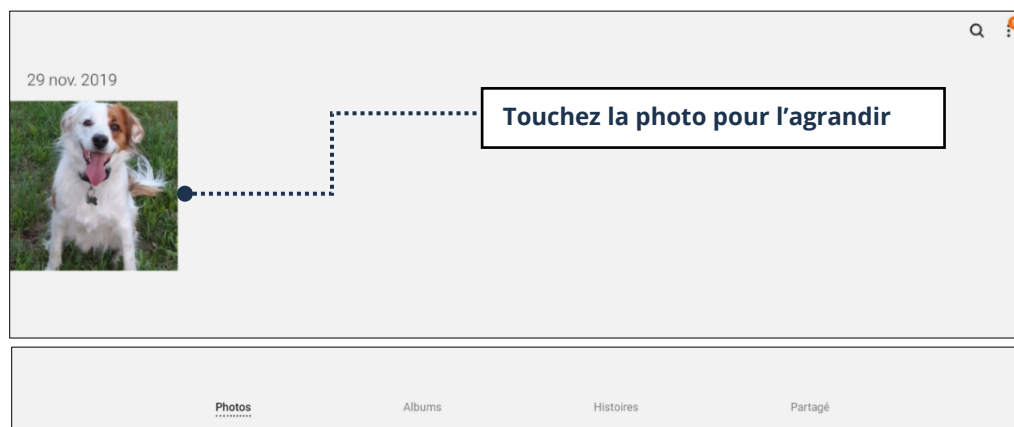 29 nov. 2019
Touchez la photo pour l’agrandir
Photos Albums Histoires Partagé